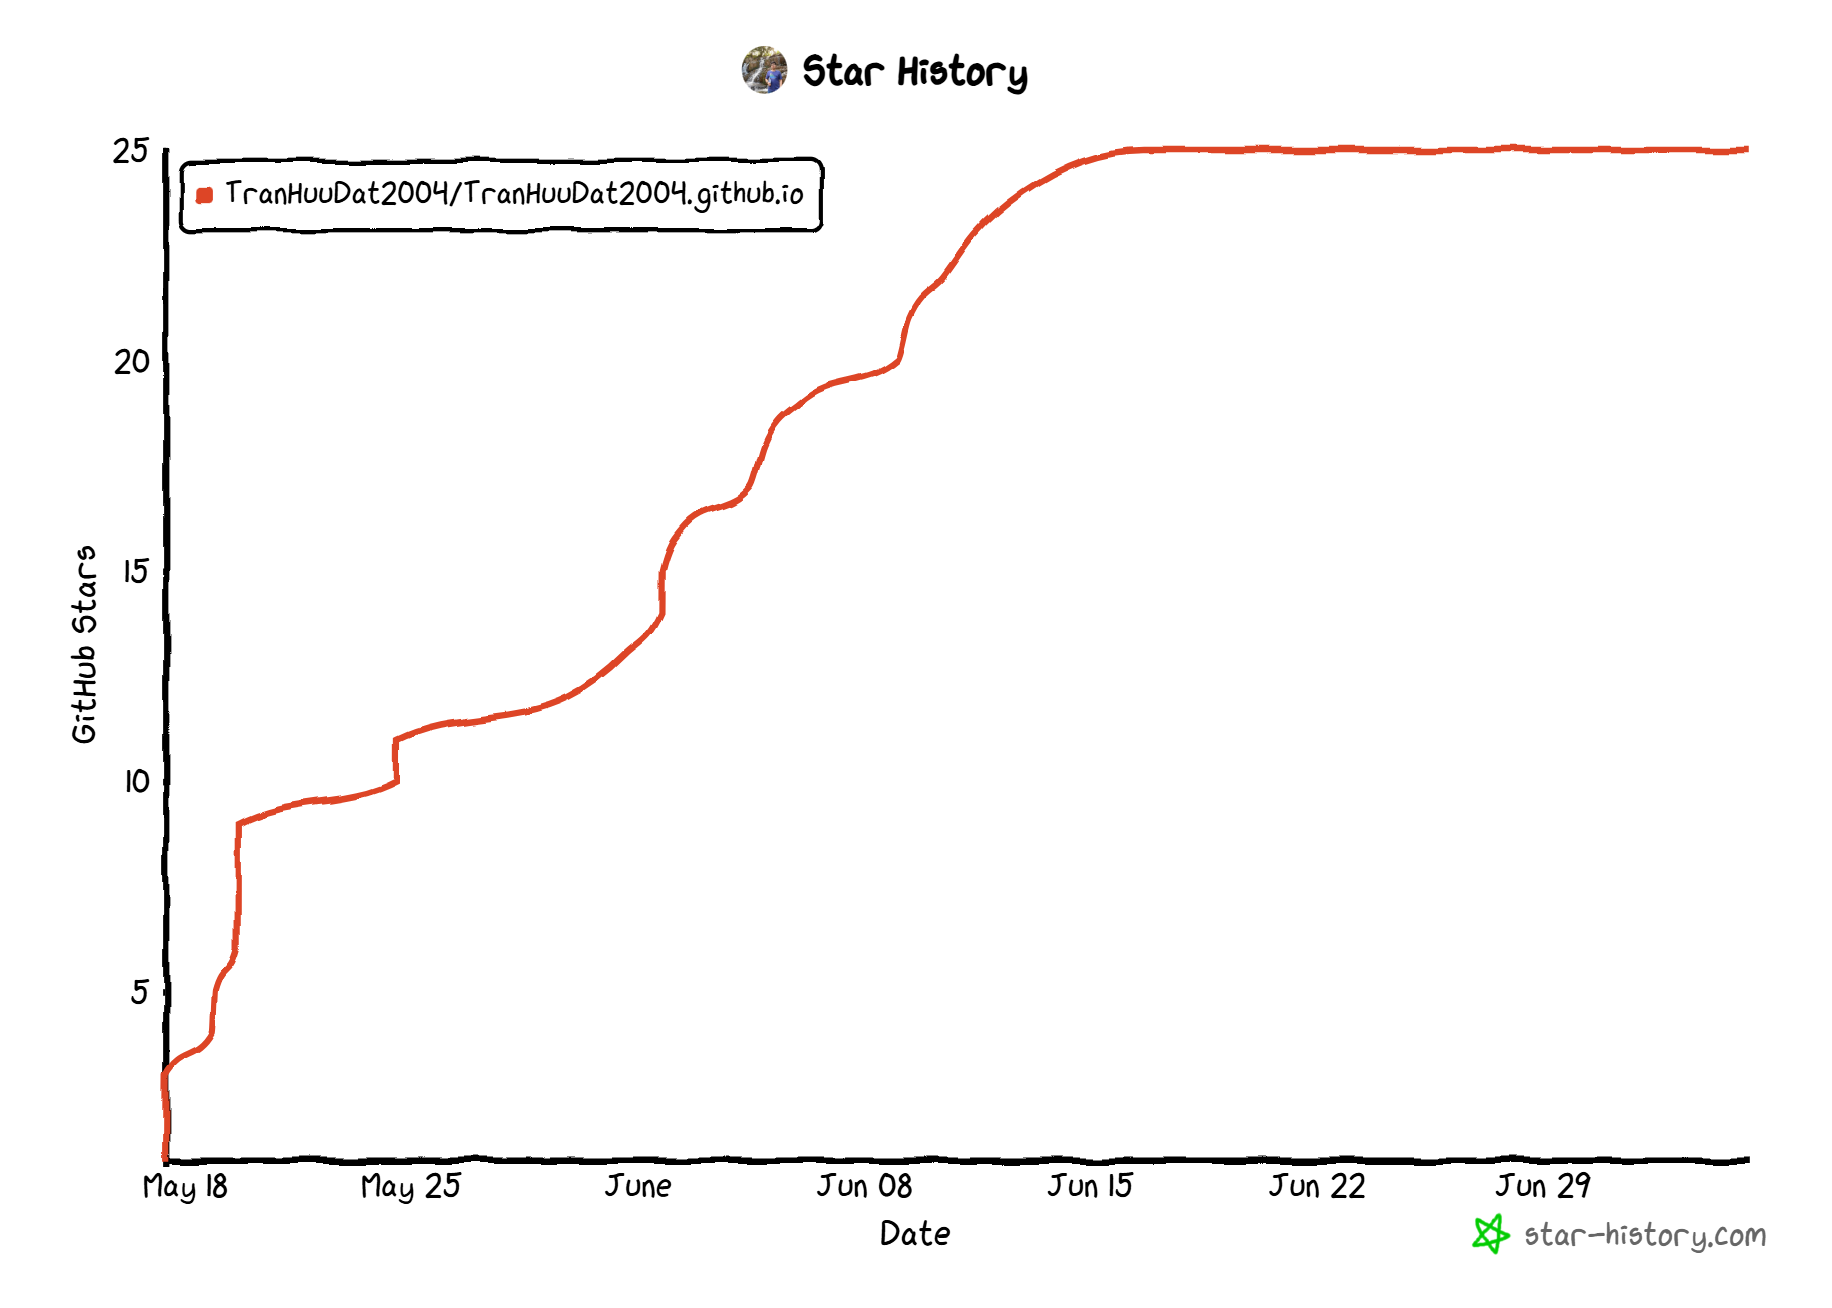 Star History
TranHuuDat2004/TranHuuDat2004.github.io
25
20
15
10
5
GitHub Stars
May 18
May 25
June
Jun 08
Jun 15
Jun 22
Jun 29
Date
star-history.com